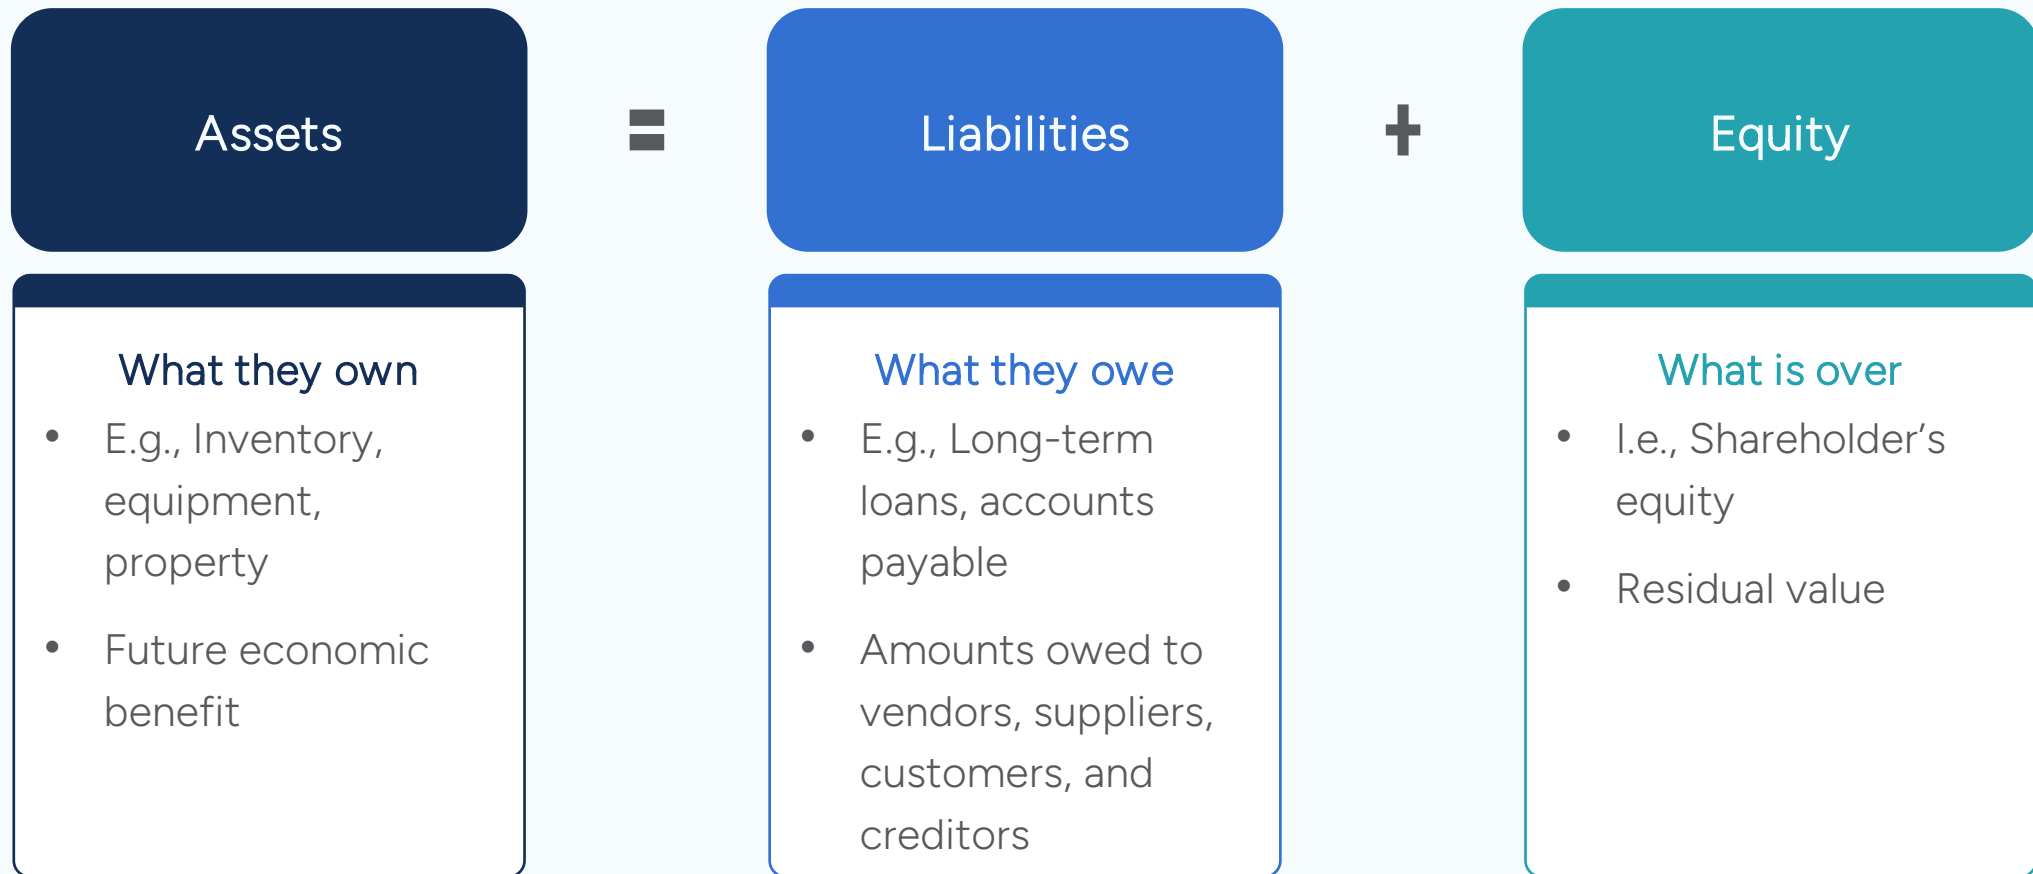 Assets = Liabilities + Equity
What they own
• E.g., Inventory,
equipment,
property
• Future economic
benefit
What they owe
• E.g., Long-term
loans, accounts
payable
• Amounts owed to
vendors, suppliers,
customers, and
creditors
What is over
• I.e., Shareholder’s
equity
• Residual value